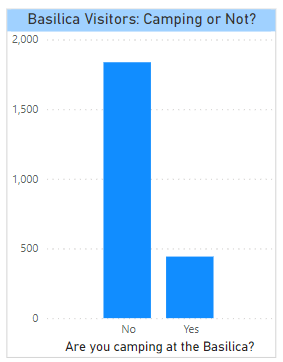 Basilica Visitors: Camping or Not?
2,000
1,500
1,000
500
0
No Yes
Are you camping at the Basilica?